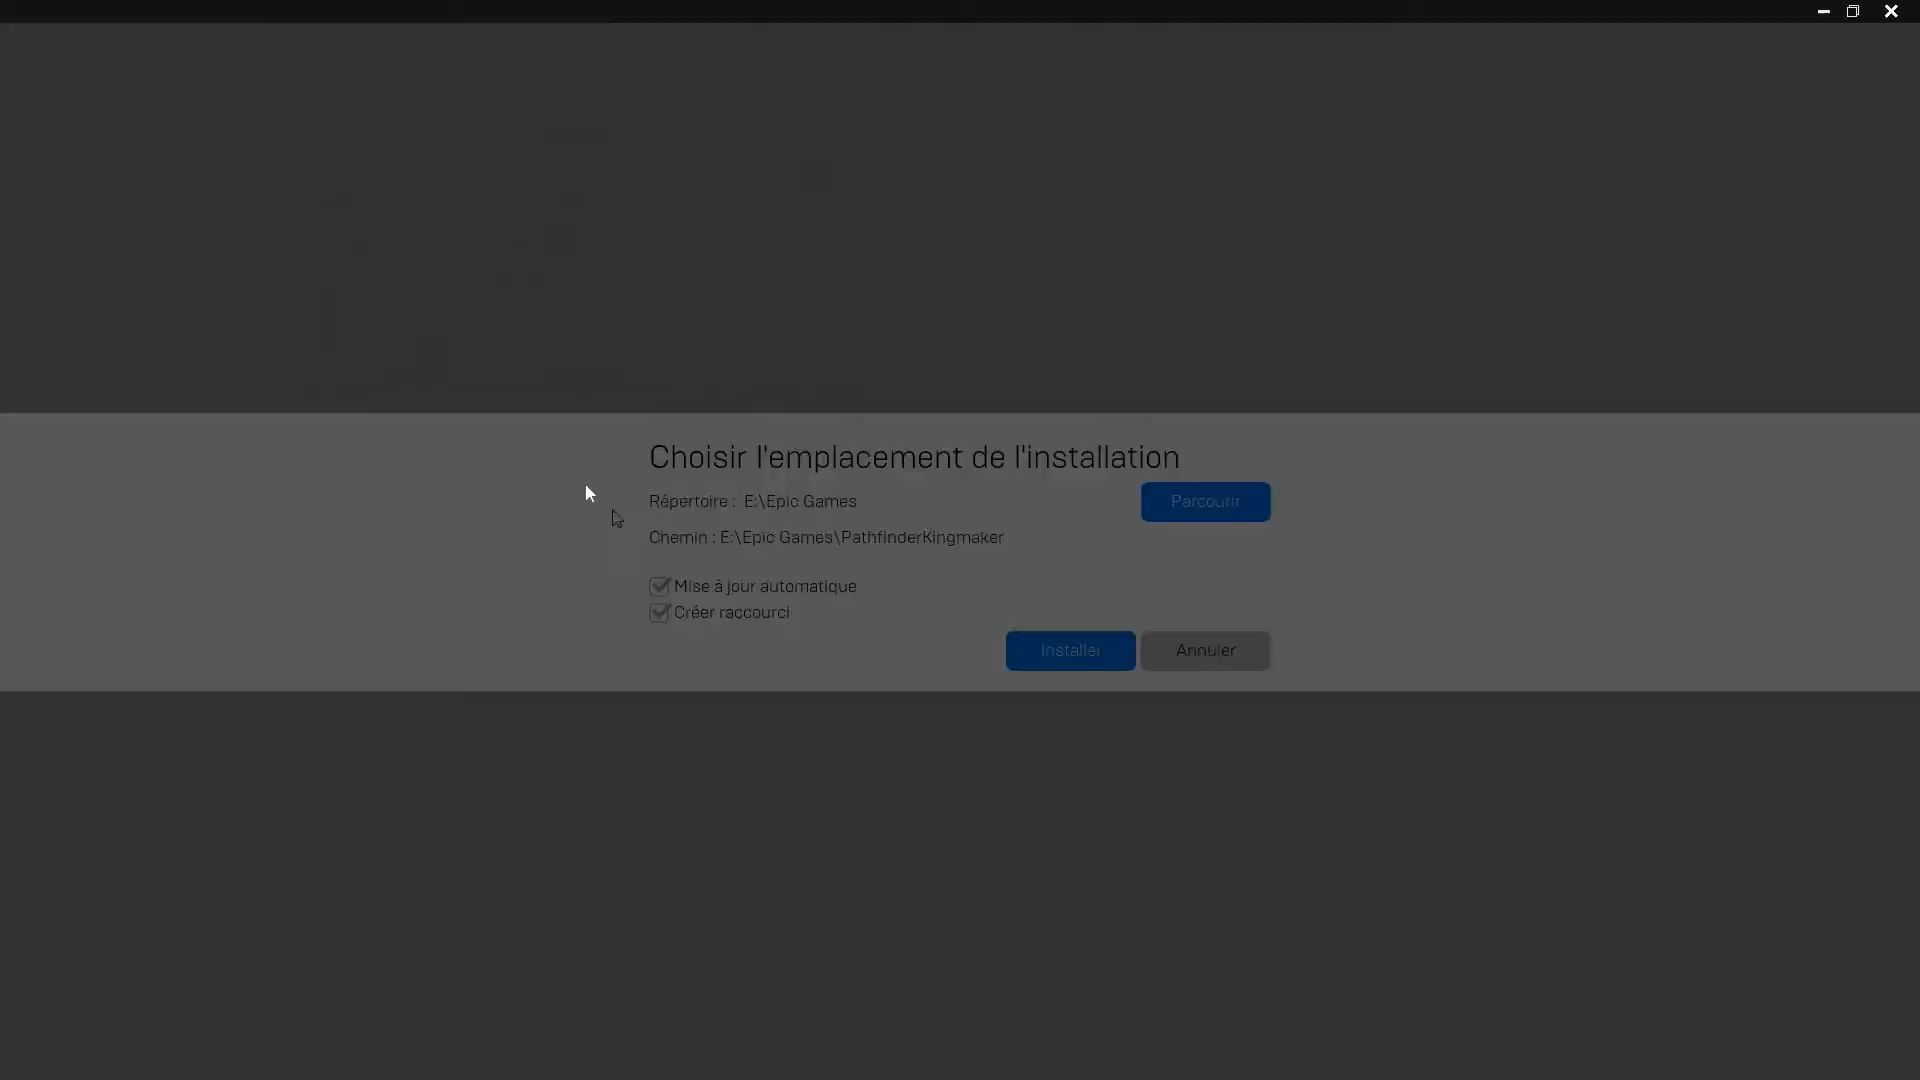 Choisir l'emplacement de l'installation
Répertoire : E:\Epic Games
Parcourir
Chemin : E:\Epic Games\PathfinderKingmaker
Mise à jour automatique
Créer raccourci
Installer
Annuler